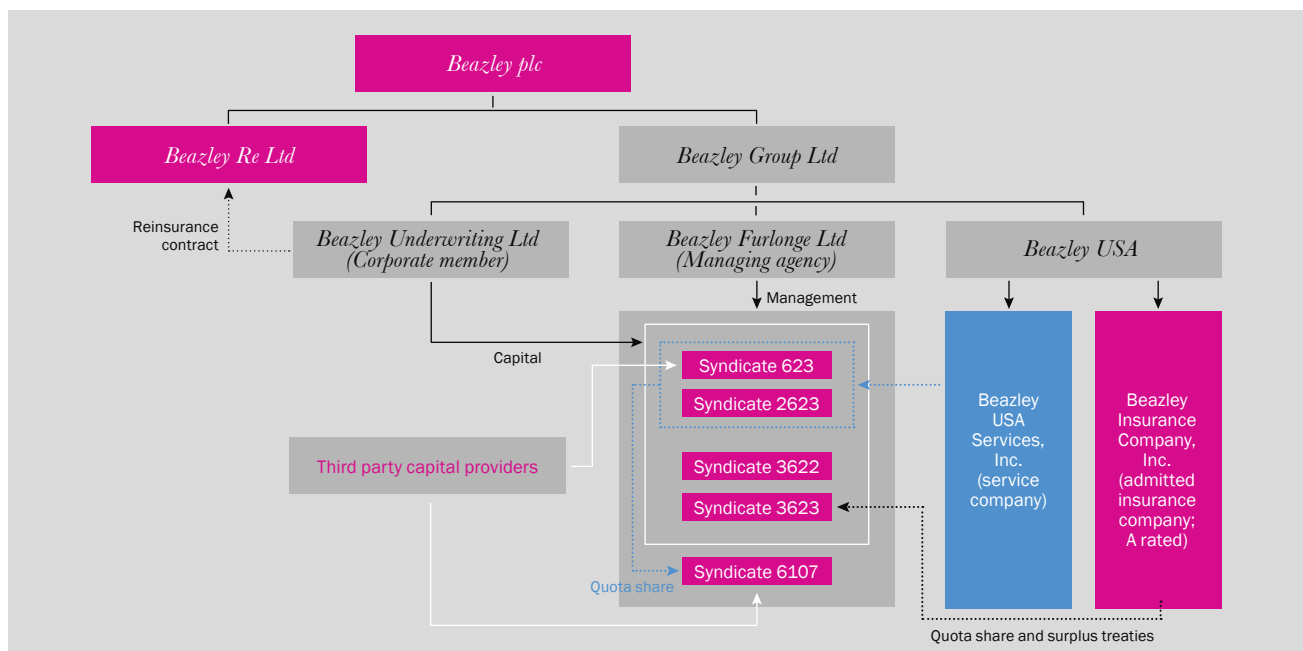 Beazley plc
Beazley Re Ltd
Beazley Group Ltd
Reinsurance
contract
Beazley Underwriting Ltd
(Corporate member)
Beazley Furlonge Ltd
(Managing agency)
Beazley USA
Management
Capital
Syndicate 623
Syndicate 2623
Third party capital providers
Syndicate 3622
Syndicate 3623
Syndicate 6107
Quota share
Beazley
USA
Services,
Inc.
(service
company)
Beazley
Insurance
Company,
Inc.
(admitted
insurance
company;
A rated)
Quota share and surplus treaties